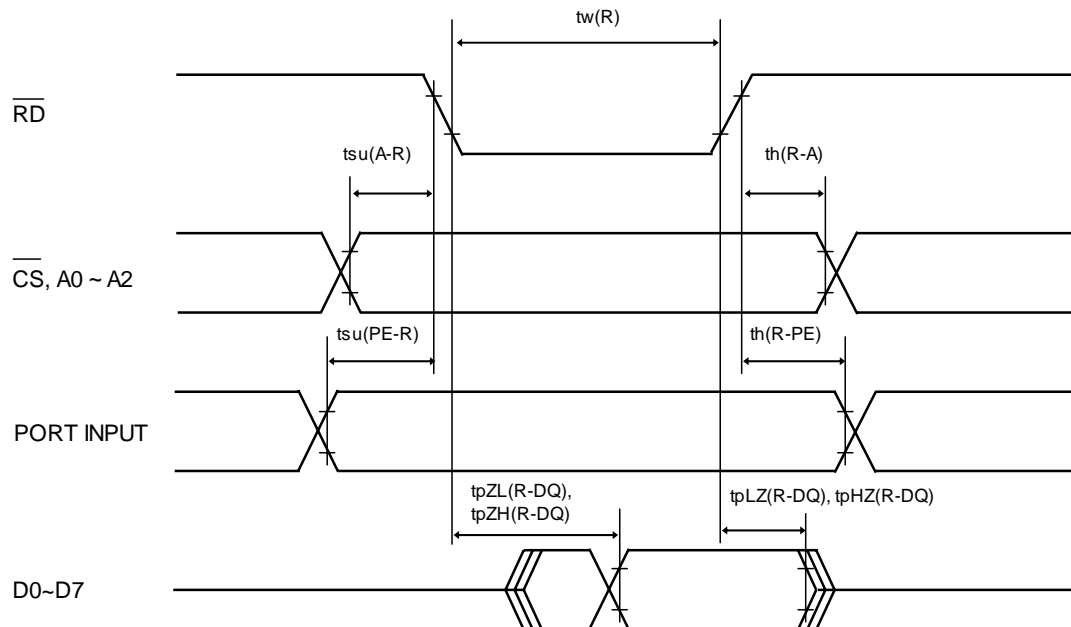 tw(R)
RD
tsu(A-R)
th(R-A)
CS, A0 ~ A2
tsu(PE-R)
th(R-PE)
PORT INPUT
tpZL(R-DQ),
tpZH(R-DQ)
tpLZ(R-DQ), tpHZ(R-DQ)
D0~D7